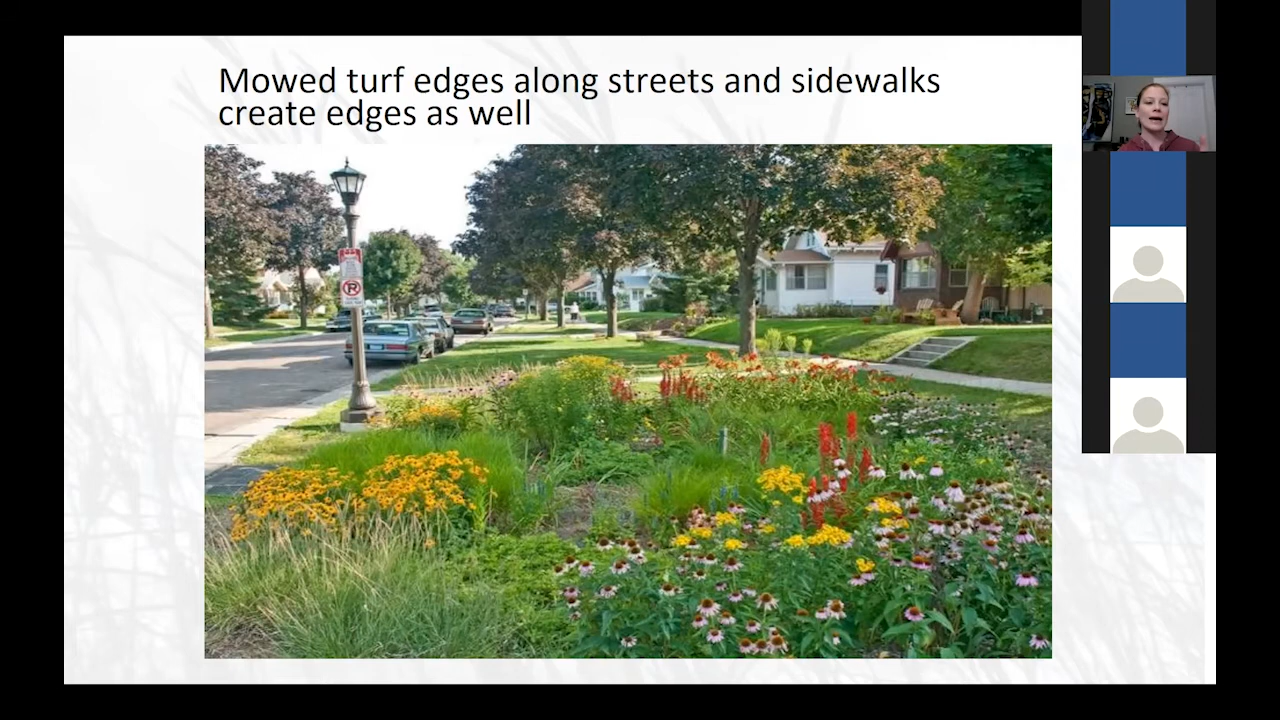 Mowed turf edges along streets and sidewalks
create edges as well